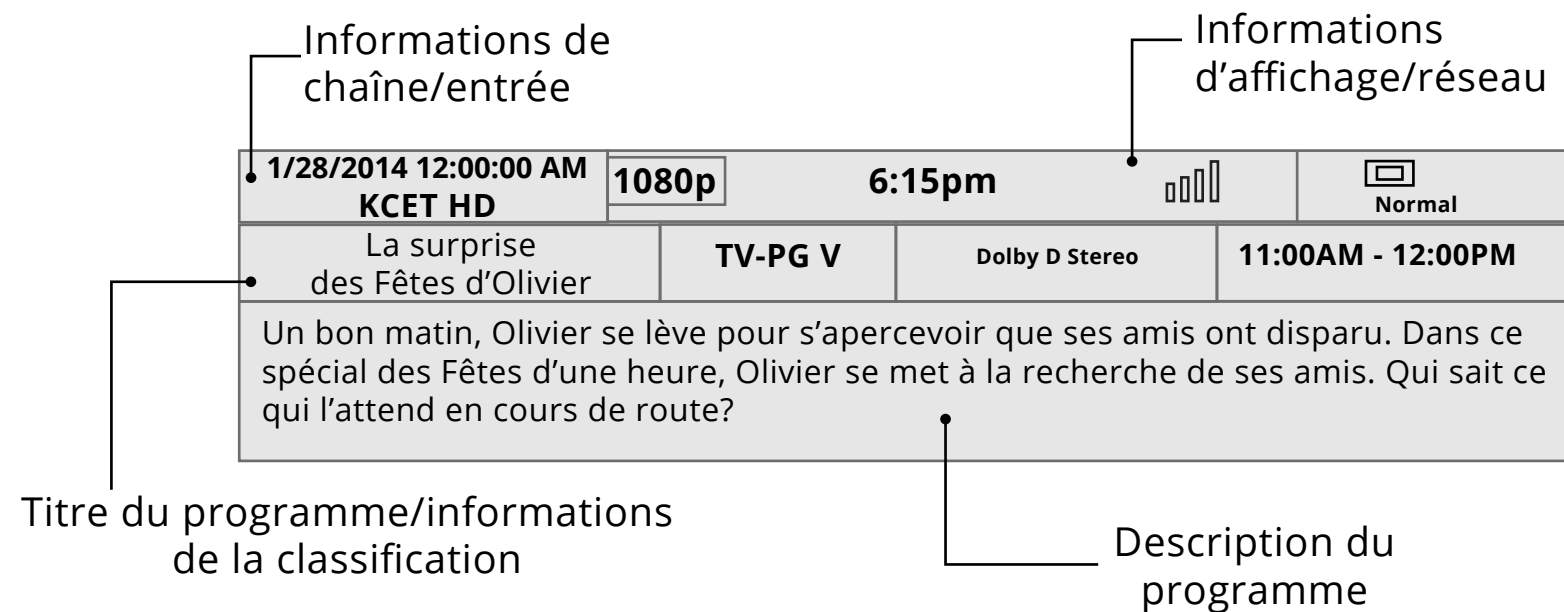 Informations de
chaîne/entrée
Informations
d’affichage/réseau
1/28/2014 12:00:00 AM
KCET HD
1080p
6:15pm
Normal
La surprise
des Fêtes d’Olivier
TV-PG V
Dolby D Stereo
11:00AM - 12:00PM
Un bon matin, Olivier se lève pour s’apercevoir que ses amis ont disparu. Dans ce
spécial des Fêtes d’une heure, Olivier se met à la recherche de ses amis. Qui sait ce
qui l’attend en cours de route?
Titre du programme/informations
de la classification
Description du
programme